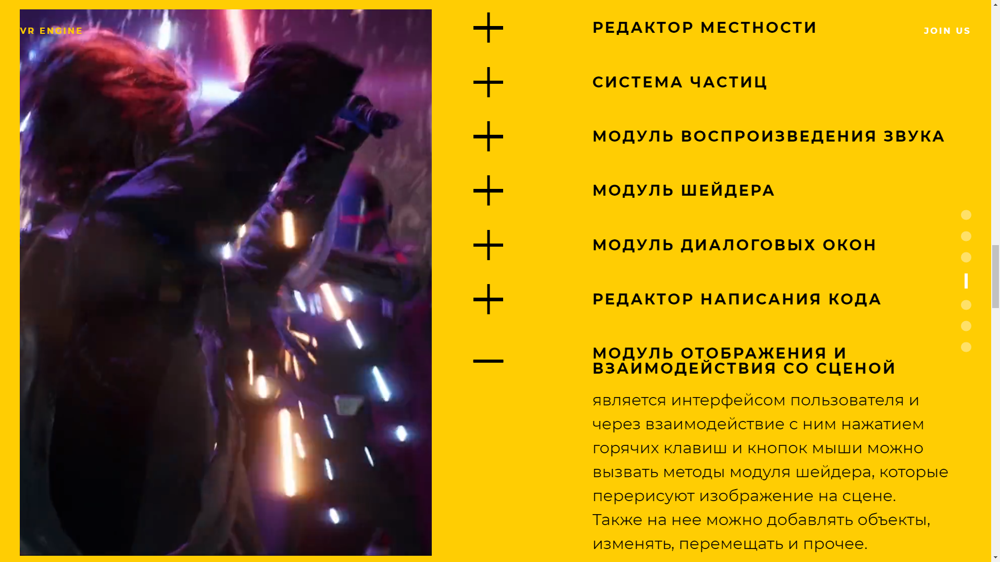 VR ENGINE
JOIN US
РЕДАКТОР МЕСТНОСТИ
СИСТЕМА ЧАСТИЦ
МОДУЛЬ ВОСПРОИЗВЕДЕНИЯ ЗВУКА
МОДУЛЬ ШЕЙДЕРА
МОДУЛЬ ДИАЛОГОВЫХ ОКОН
РЕДАКТОР НАПИСАНИЯ КОДА
МОДУЛЬ ОТОБРАЖЕНИЯ И
ВЗАИМОДЕЙСТВИЯ СО СЦЕНОЙ
является интерфейсом пользователя и
через взаимодействие с ним нажатием
горячих клавиш и кнопок мыши можно
вызвать методы модуля шейдера, которые
перерисуют изображение на сцене.
Также на нее можно добавлять объекты,
изменять, перемещать и прочее.